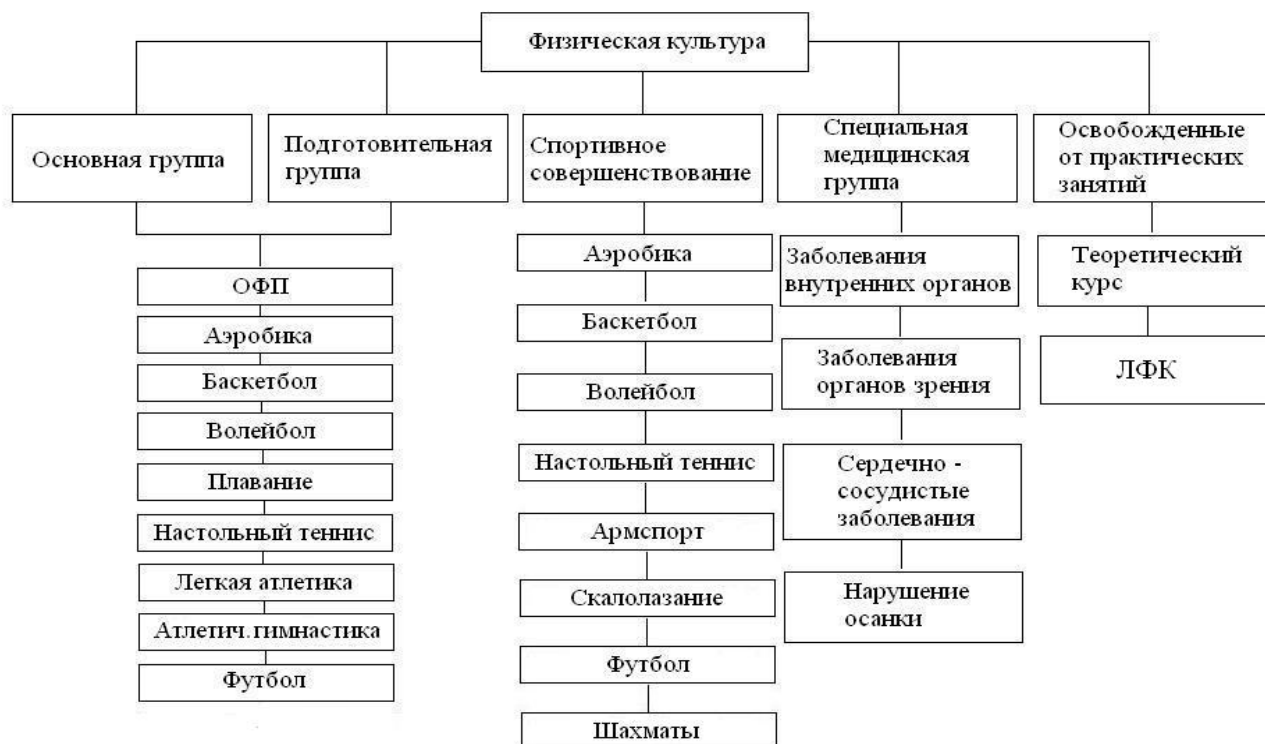 Физическая культура
Основная группа
Подготовительная
группа
Спортивное
совершенствование
Специальная
медицинская
группа
Освобожденные
от практических
занятий
ОФП
Аэробика
Баскетбол
Волейбол
Плавание
Настольный теннис
Легкая атлетика
Атлетич.гимнастика
Футбол
Аэробика
Баскетбол
Волейбол
Настольный теннис
Армспорт
Скалолазание
Футбол
Шахматы
Заболевания
внутренних органов
Заболевания
органов зрения
Сердечно -
сосудистые
заболевания
Нарушение
осанки
Теоретический
курс
ЛФК